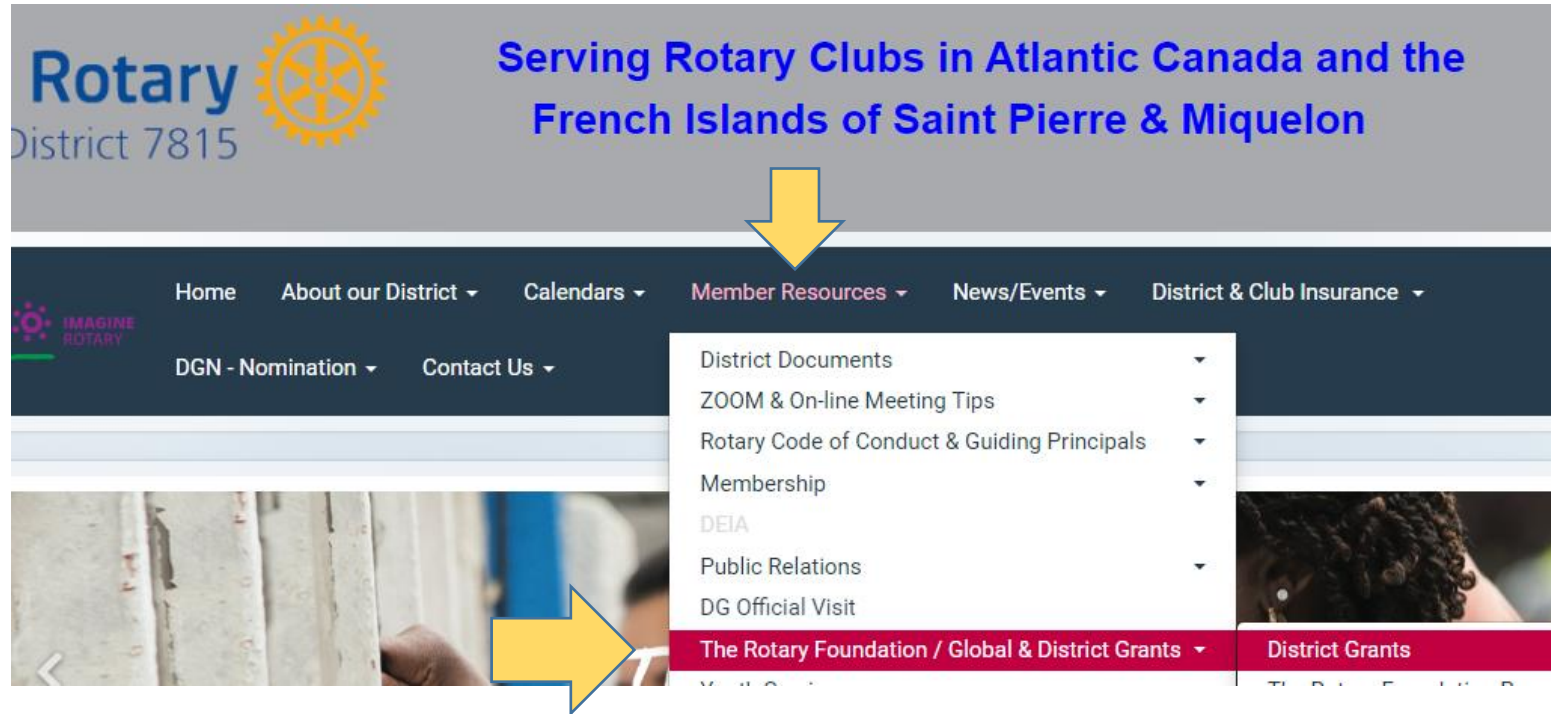 Rotary
District 7815
Serving Rotary Clubs in Atlantic Canada and the
French Islands of Saint Pierre & Miquelon
IMAGINE
ROTARY
Home About our District Calendars Member Resources News/Events District & Club Insurance
DGN - Nomination Contact Us
District Documents
ZOOM & On-line Meeting Tips
Rotary Code of Conduct & Guiding Principals
Membership
DEIA
Public Relations
DG Official Visit
The Rotary Foundation / Global & District Grants
District Grants